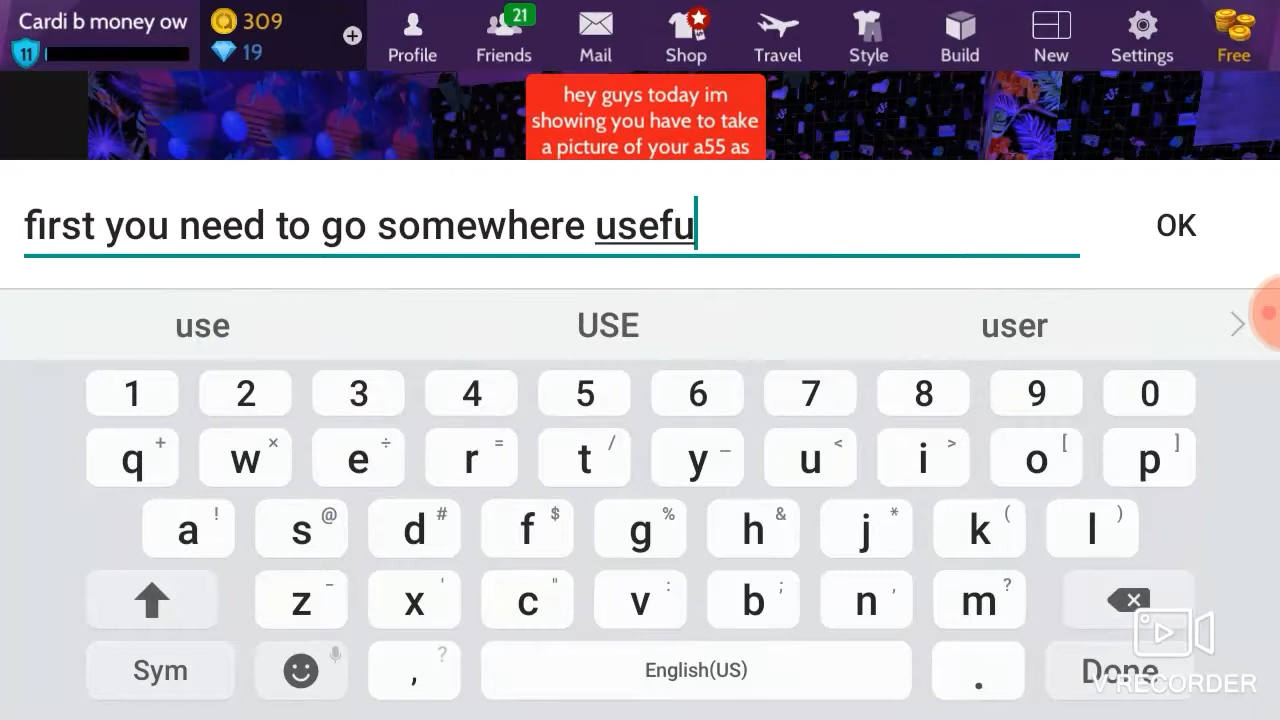 Cardi b money ow
309
21
11
19
Profile
Friends
Mail
Shop
Travel
Style
Build
New
Settings
Free
hey guys today im
showing you have to take
a picture of your a55 as
first you need to go somewhere usefu
OK
use
USE
user
1 2 3 4 5 6 7 8 9 0
q + w × e ÷ r = t / y _ u < i > o [ p ]
a ! s @ d # f $ g % h & j * k ( l )
z - x ' c " v : b ; n , m ?
Sym , ? English(US) . Done
V RECORDER